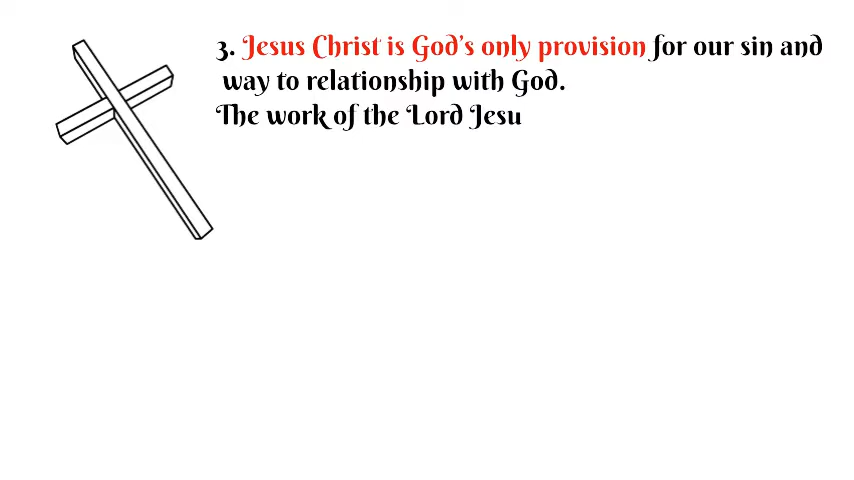 3. Jesus Christ is God's only provision for our sin and
way to relationship with God.
The work of the Lord Jesu